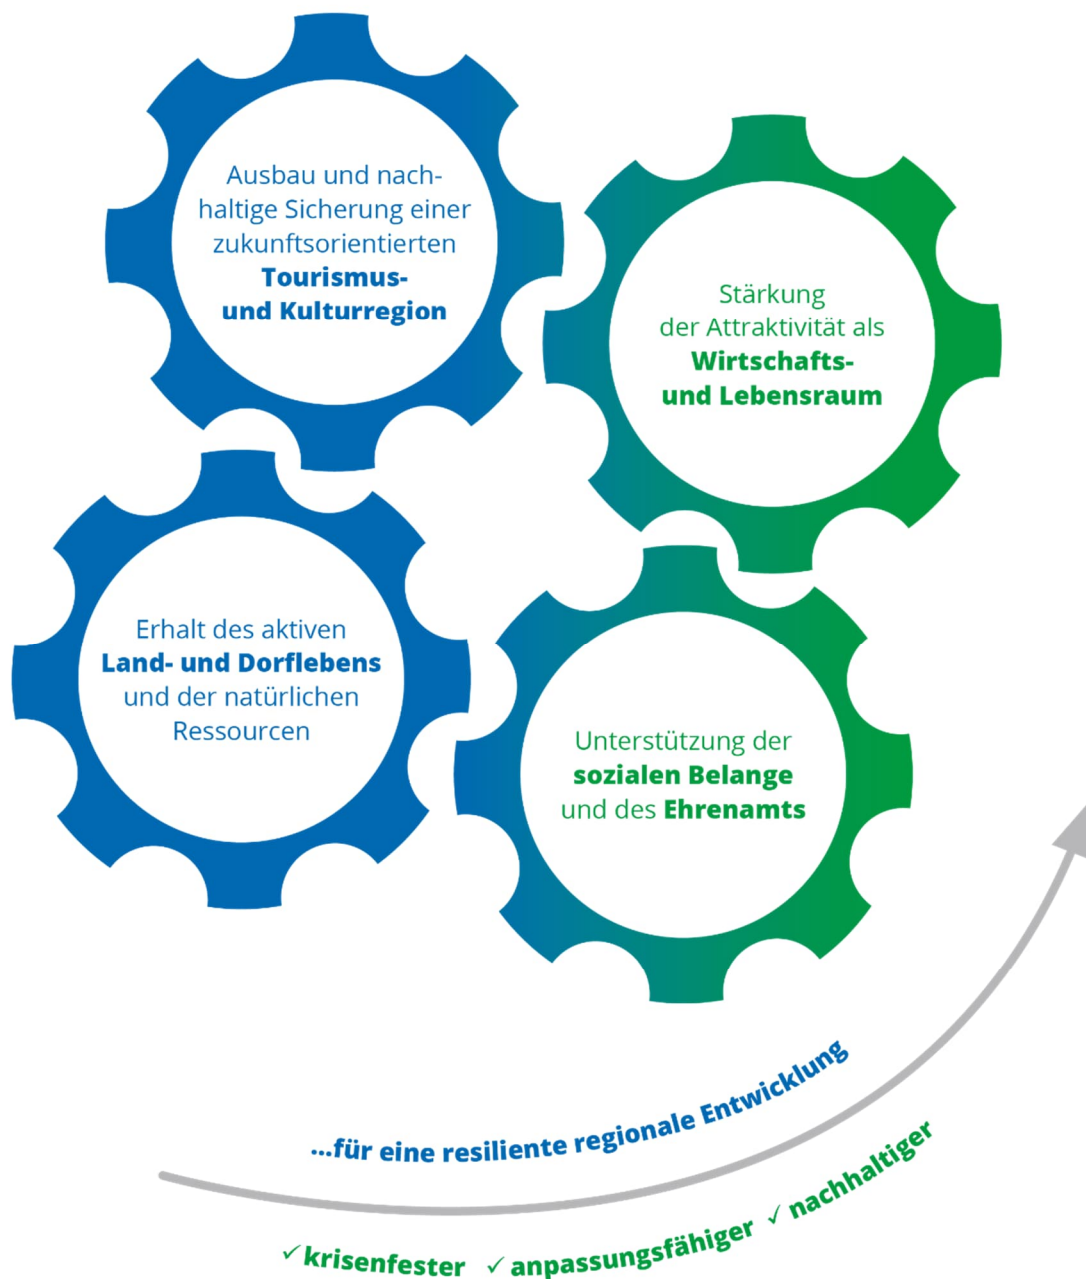 Ausbau und nach-
haltige Sicherung einer
zukunftsorientierten
Tourismus-
und Kulturregion
Stärkung
der Attraktivität als
Wirtschafts-
und Lebensraum
Erhalt des aktiven
Land- und Dorflebens
und der natürlichen
Ressourcen
Unterstützung der
sozialen Belange
und des Ehrenamts
...für eine resiliente regionale Entwicklung
✓ krisenfester ✓ anpassungsfähiger ✓ nachhaltiger